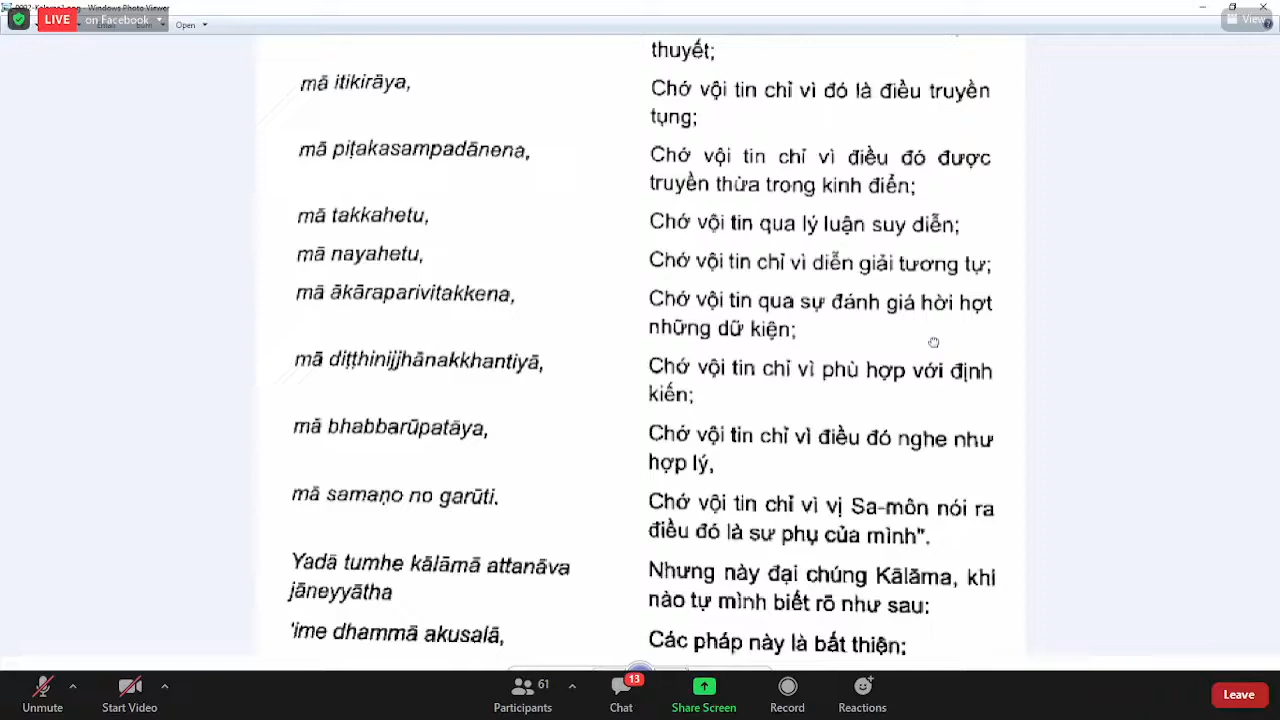 0092-Kalama1.png - Windows Photo Viewer
LIVE on Facebook
Open
View
thuyết;
mā itikirāya,
Chớ vội tin chỉ vì đó là điều truyền
tụng;
mā piṭakasampadānena,
Chớ vội tin chỉ vì điều đó được
truyền thừa trong kinh điển;
mā takkahetu,
Chớ vội tin qua lý luận suy diễn;
mā nayahetu,
Chớ vội tin chỉ vì diễn giải tương tự;
mā ākāraparivitakkena,
Chớ vội tin qua sự đánh giá hời hợt
những dữ kiện;
mā diṭṭhinijjhānakkhantiyā,
Chớ vội tin chỉ vì phù hợp với định
kiến;
mā bhabbarūpatāya,
Chớ vội tin chỉ vì điều đó nghe như
hợp lý,
mā samaṇo no garūti.
Chớ vội tin chỉ vì vị Sa-môn nói ra
điều đó là sư phụ của mình".
Yadā tumhe kālāmā attanāva
jāneyyātha
Nhưng này đại chúng Kālāma, khi
nào tự mình biết rõ như sau:
'ime dhammā akusalā,
Các pháp này là bất thiện;
61
13
Unmute
Start Video
Participants
Chat
Share Screen
Record
Reactions
Leave